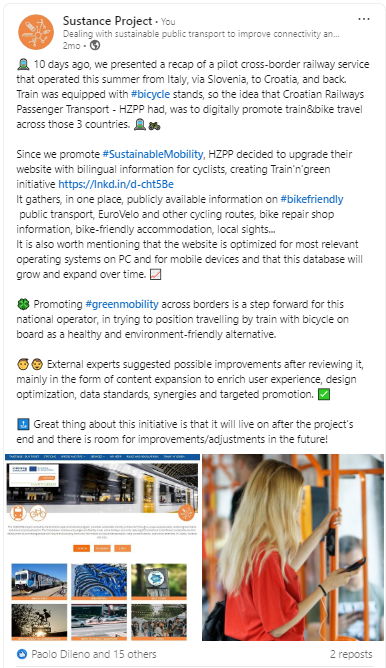 Sustance Project • You
Dealing with sustainable public transport to improve connectivity an...
2mo •
🚊 10 days ago, we presented a recap of a pilot cross-border railway service
that operated this summer from Italy, via Slovenia, to Croatia, and back.
Train was equipped with #bicycle stands, so the idea that Croatian Railways
Passenger Transport - HZPP had, was to digitally promote train&bike travel
across those 3 countries. 🚊🚲
Since we promote #SustainableMobility, HZPP decided to upgrade their
website with bilingual information for cyclists, creating Train'n'green
initiative https://lnkd.in/d-cht5Be
It gathers, in one place, publicly available information on #bikefriendly
public transport, EuroVelo and other cycling routes, bike repair shop
information, bike-friendly accommodation, local sights...
It is also worth mentioning that the website is optimized for most relevant
operating systems on PC and for mobile devices and that this database will
grow and expand over time. 📈
🍀 Promoting #greenmobility across borders is a step forward for this
national operator, in trying to position travelling by train with bicycle on
board as a healthy and environment-friendly alternative.
External experts suggested possible improvements after reviewing it,
mainly in the form of content expansion to enrich user experience, design
optimization, data standards, synergies and targeted promotion. ✅
Great thing about this initiative is that it will live on after the project's
end and there is room for improvements/adjustments in the future!
Paolo Dileno and 15 others
2 reposts